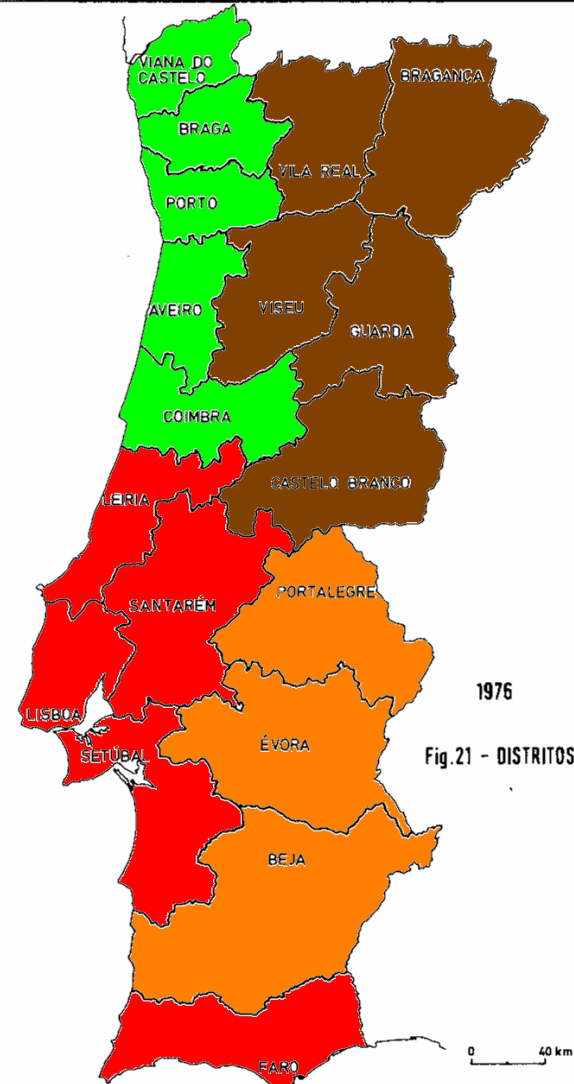 VIANA DO
CASTELO
BRAGANÇA
BRAGA
VILA REAL
PORTO
AVEIRO
VISEU
GUARDA
COIMBRA
CASTELO BRANCO
LEIRIA
PORTALEGRE
SANTARÉM
1976
LISBOA
ÉVORA
SETÚBAL
Fig.21 - DISTRITOS
BEJA
0 40 km
FARO